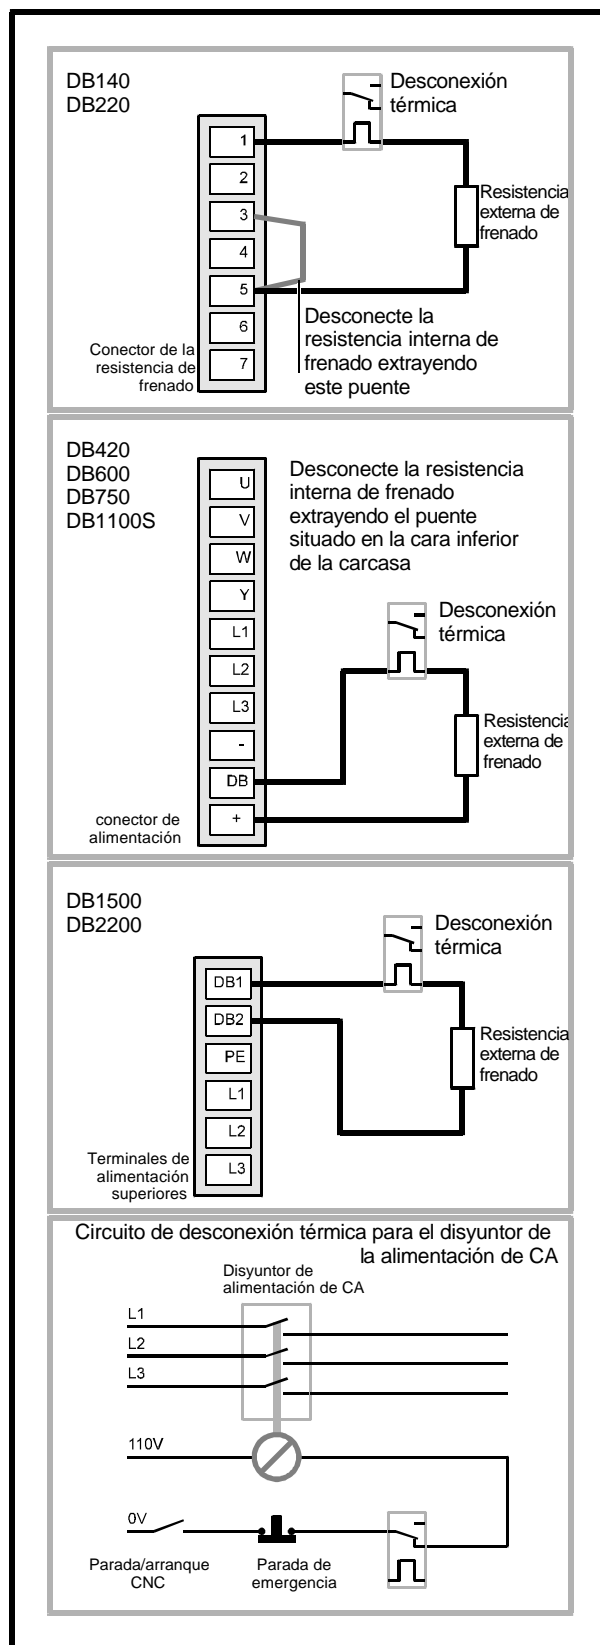 DB140
DB220
Desconexión
térmica
1
2
3
4
5
6
7
Resistencia
externa de
frenado
Conector de la
resistencia de
frenado
Desconecte la
resistencia interna de
frenado extrayendo
este puente
DB420
DB600
DB750
DB1100S
Desconecte la resistencia
interna de frenado
extrayendo el puente
situado en la cara inferior
de la carcasa
U
V
W
Y
L1
L2
L3
-
DB
+
Desconexión
térmica
Resistencia
externa de
frenado
conector de
alimentación
DB1500
DB2200
Desconexión
térmica
DB1
DB2
PE
L1
L2
L3
Resistencia
externa de
frenado
Terminales de
alimentación
superiores
Circuito de desconexión térmica para el disyuntor de
la alimentación de CA
Disyuntor de
alimentación de CA
L1
L2
L3
110V
0V
Parada/arranque
CNC
Parada de
emergencia